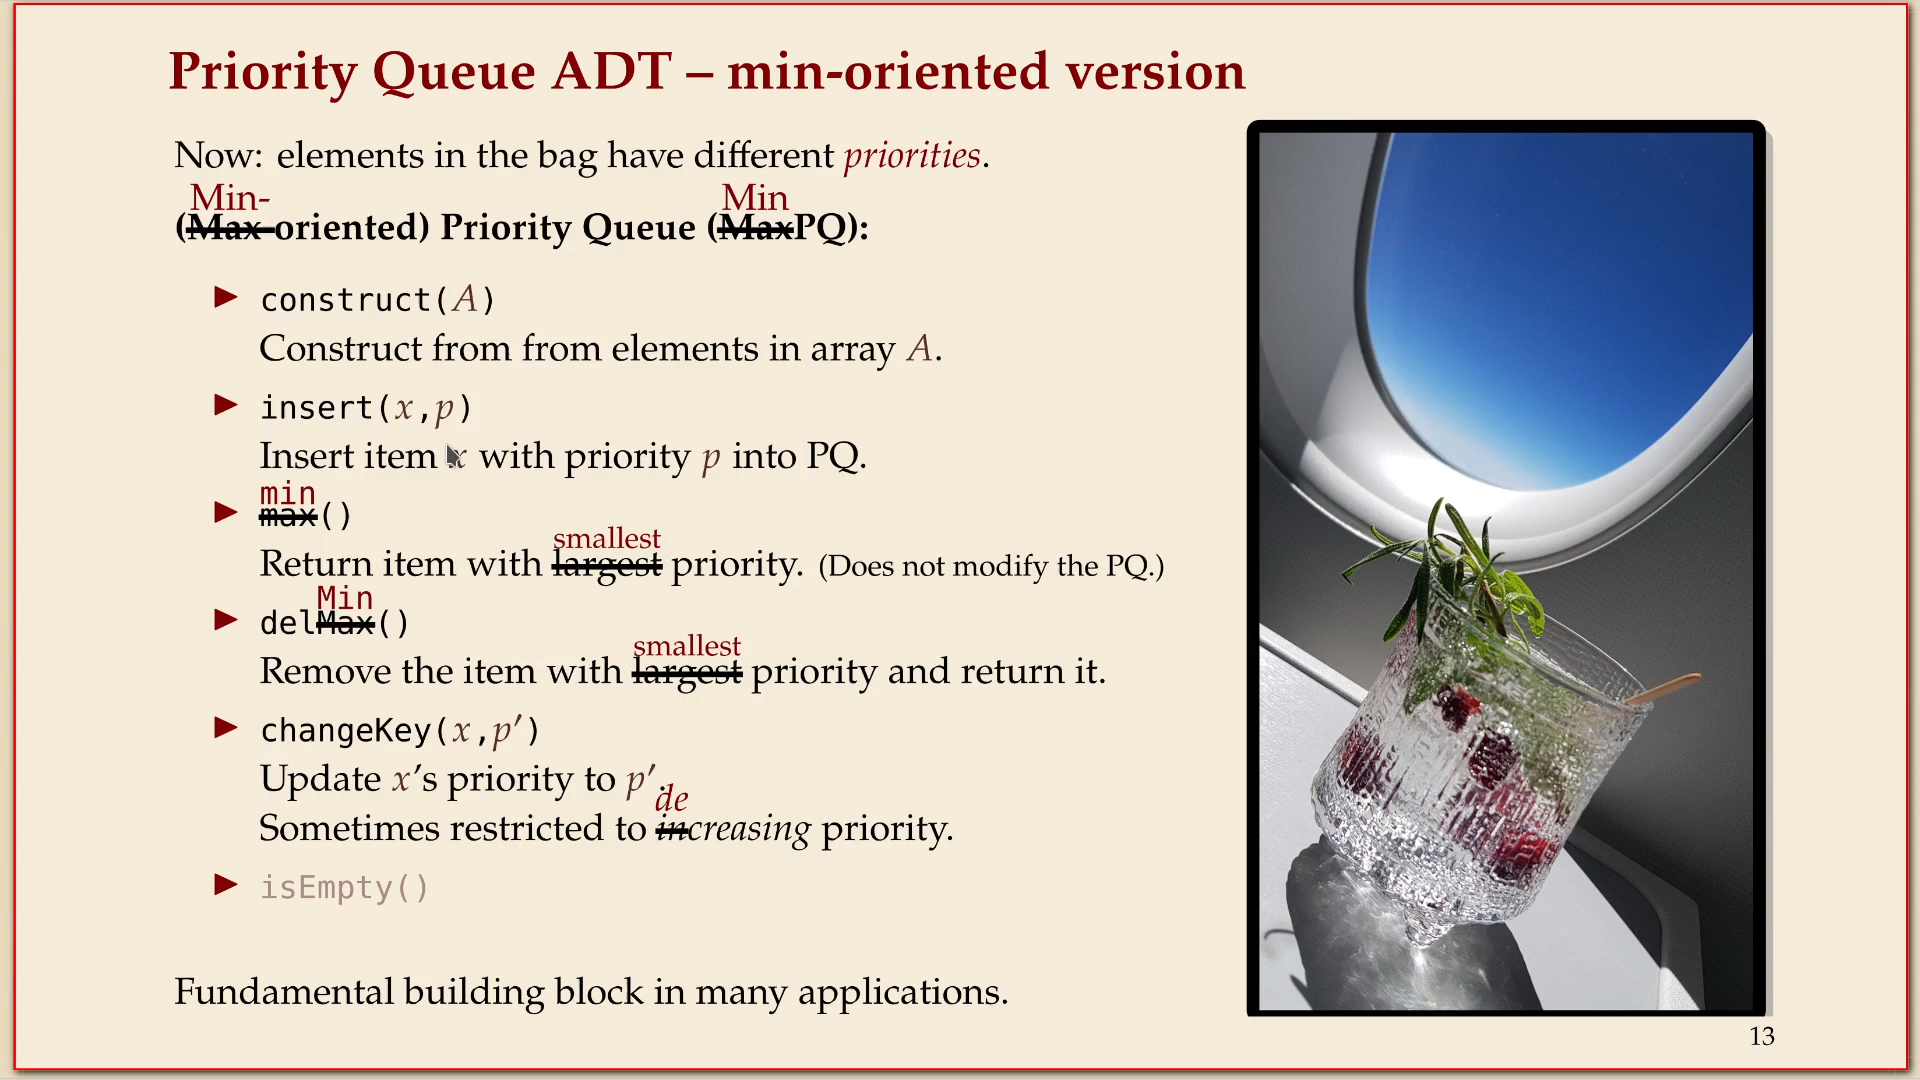 Priority Queue ADT – min-oriented version
Now: elements in the bag have different priorities.
Min- Min
(Max-oriented) Priority Queue (MaxPQ):
► construct(A)
Construct from from elements in array A.
► insert(x,p)
Insert item x with priority p into PQ.
min
► max()
smallest
Return item with largest priority. (Does not modify the PQ.)
Min
► delMax()
smallest
Remove the item with largest priority and return it.
► changeKey(x,p′)
Update x’s priority to p′.
de
Sometimes restricted to increasing priority.
► isEmpty()
Fundamental building block in many applications.
13